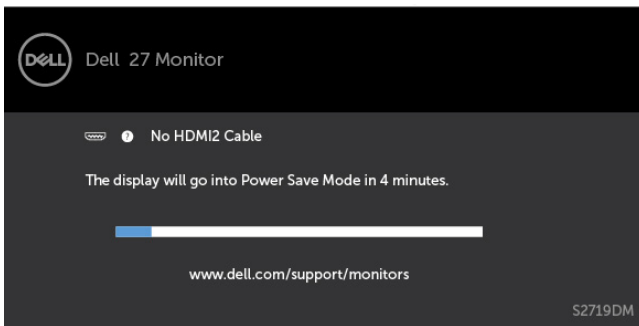 DELL
Dell 27 Monitor
? No HDMI2 Cable
The display will go into Power Save Mode in 4 minutes.
www.dell.com/support/monitors
S2719DM